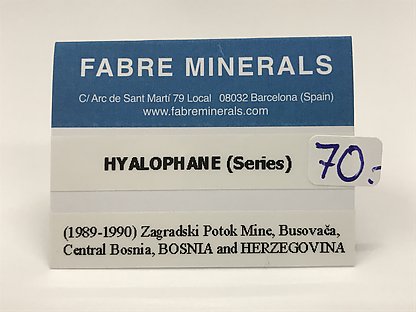 FABRE MINERALS
C/ Arc de Sant Martí 79 Local 08032 Barcelona (Spain)
www.fabreminerals.com
HYALOPHANE (Series)
70.-
(1989-1990) Zagradski Potok Mine, Busovača,
Central Bosnia, BOSNIA and HERZEGOVINA